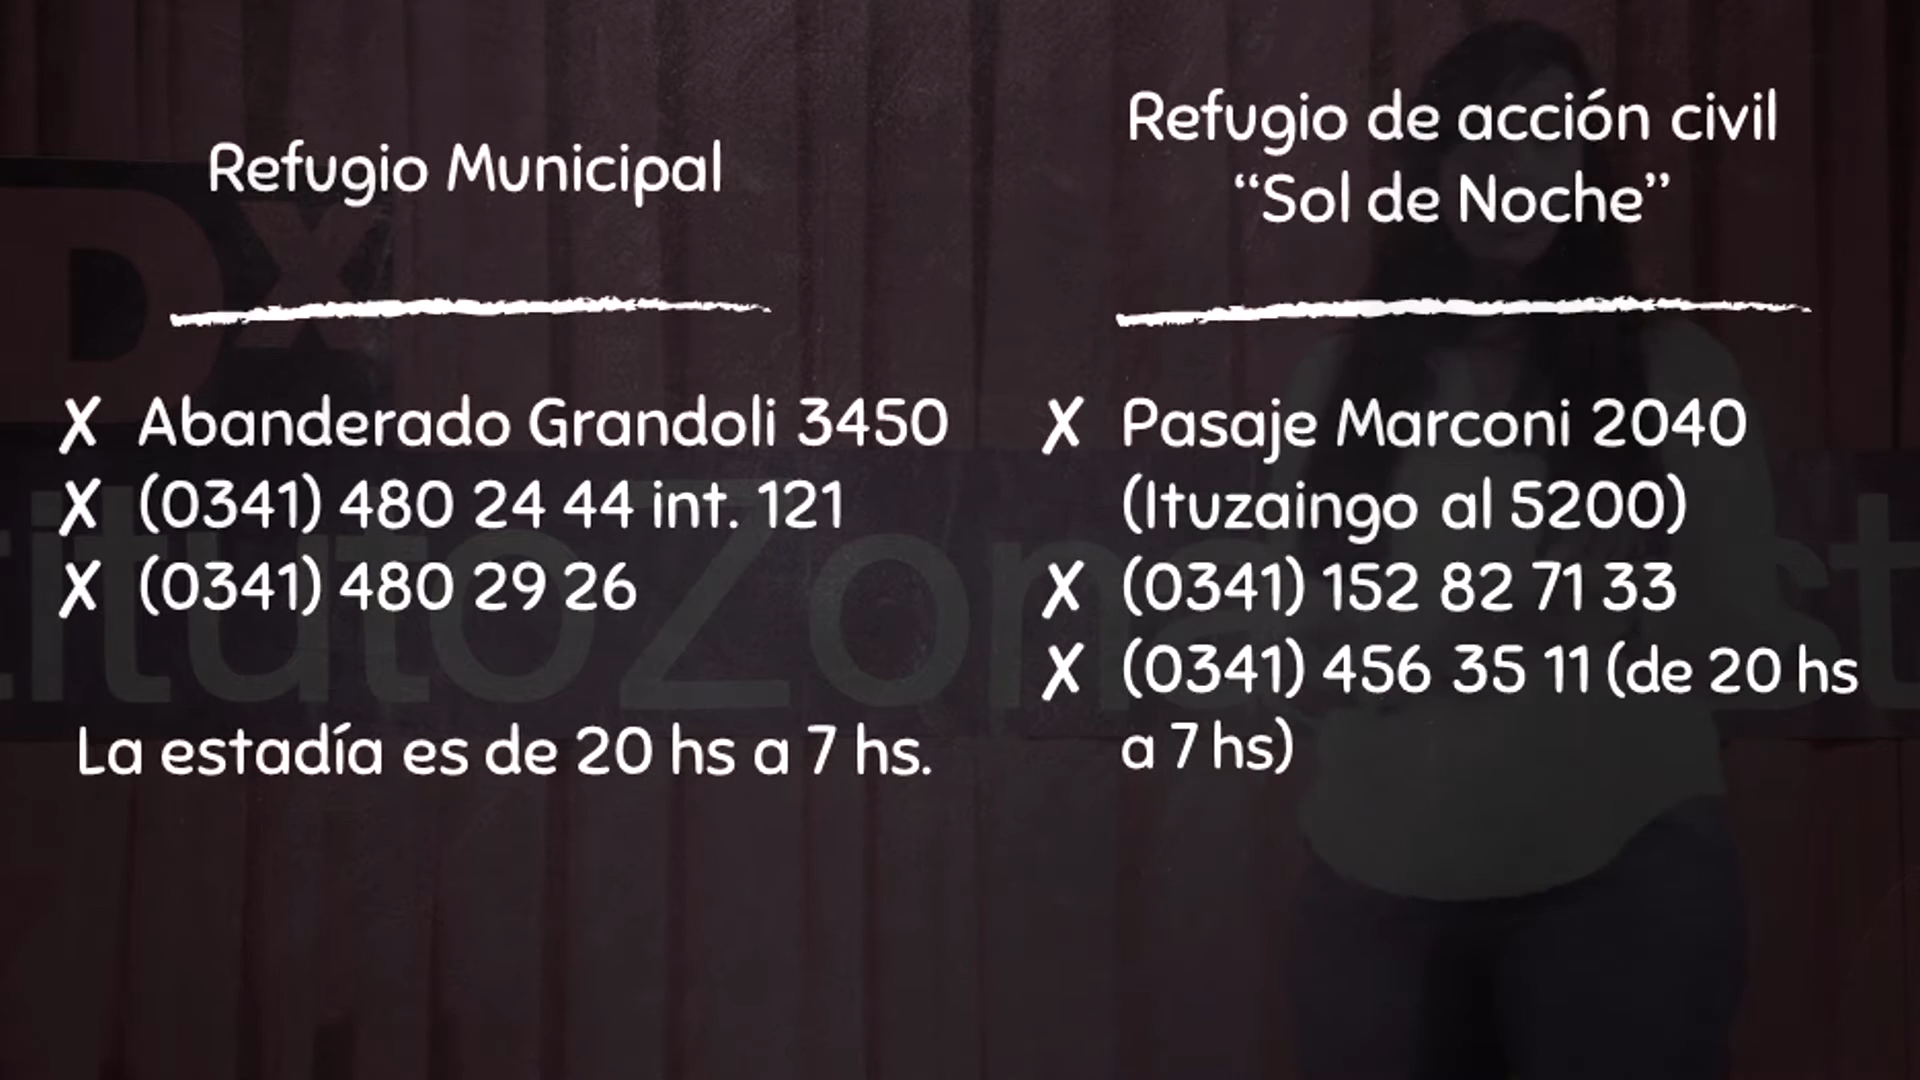 Refugio Municipal
Abanderado Grandoli 3450
(0341) 480 24 44 int. 121
(0341) 480 29 26
La estadía es de 20 hs a 7 hs.
Refugio de acción civil
“Sol de Noche”
Pasaje Marconi 2040
(Ituzaingo al 5200)
(0341) 152 82 71 33
(0341) 456 35 11 (de 20 hs
a 7 hs)